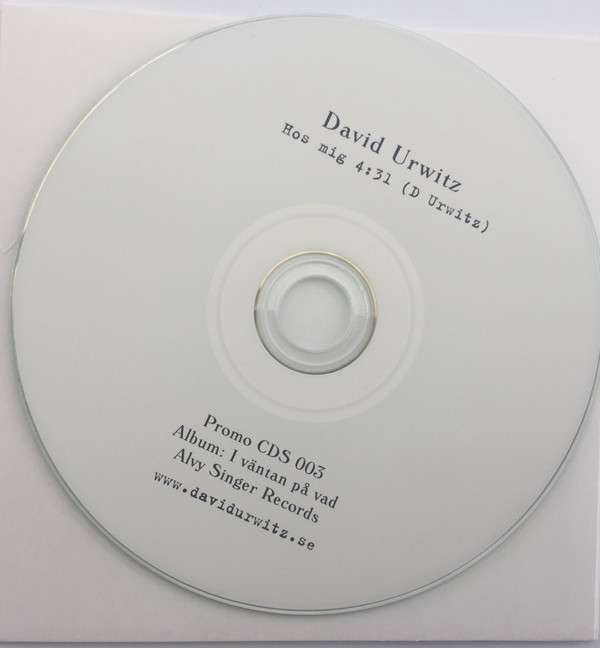 David Urwitz
Hos mig 4:31 (D Urwitz)
Promo CDS 003
Album: I väntan på vad
Alvy Singer Records
www.davidurwitz.se